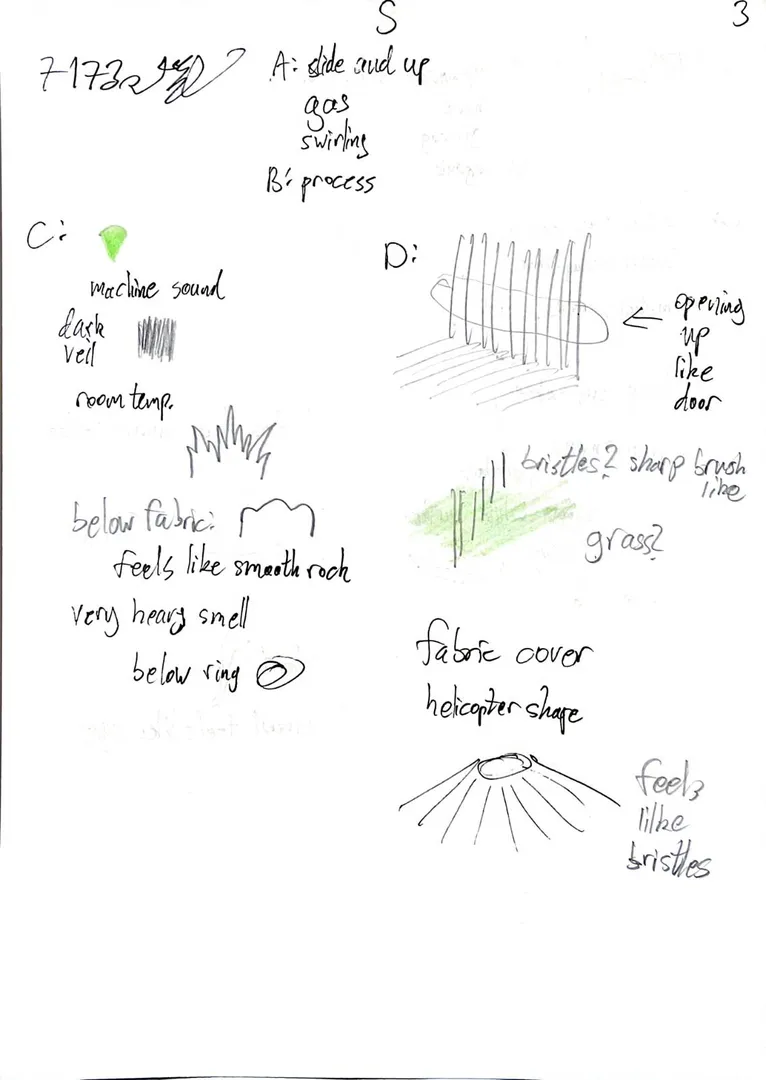 S
3
7173
A: slide and up
gas
swirling
B: process
C:
machine sound
dark
veil
room temp.
below fabric:
feels like smooth rock
very heavy smell
below ring
D:
opening
up
like
door
bristles? sharp brush
like
grass?
fabric cover
helicopter shape
feels
lilke
bristles